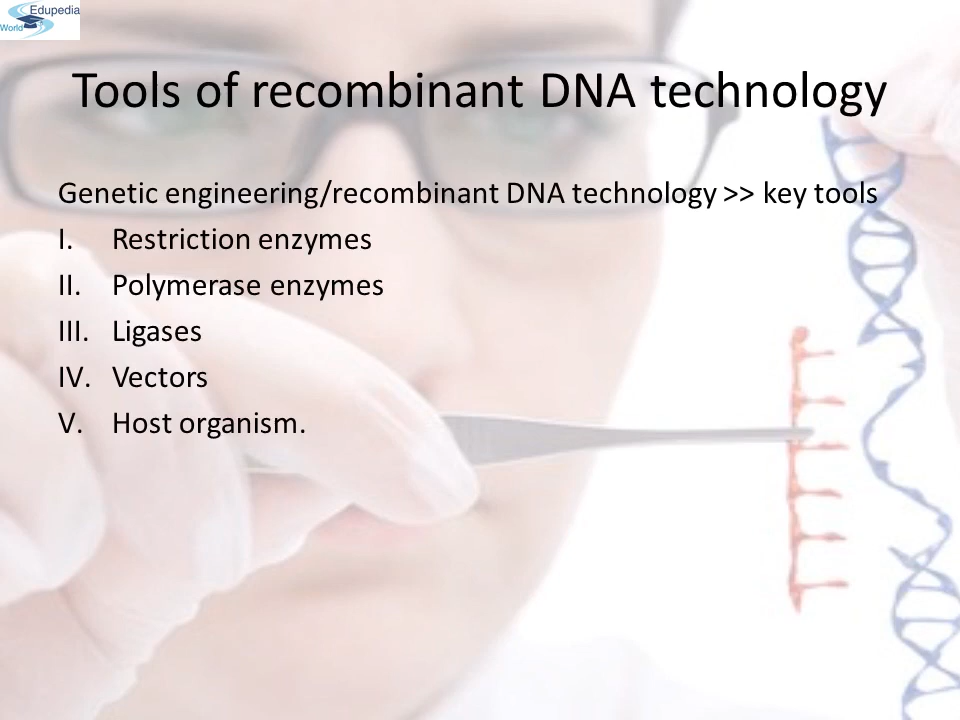 Edupedia
World
Tools of recombinant DNA technology
Genetic engineering/recombinant DNA technology >> key tools
I. Restriction enzymes
II. Polymerase enzymes
III. Ligases
IV. Vectors
V. Host organism.